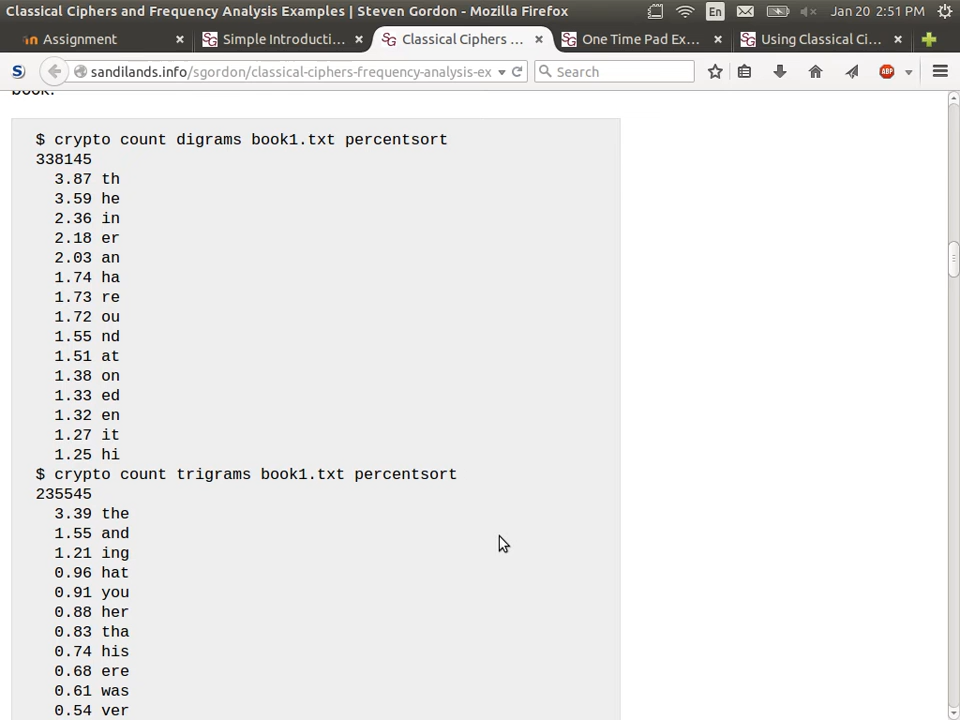 Classical Ciphers and Frequency Analysis Examples | Steven Gordon - Mozilla Firefox
En
Jan 20 2:51 PM
Assignment
Simple Introducti...
Classical Ciphers ...
One Time Pad Ex...
Using Classical Ci...
sandilands.info/sgordon/classical-ciphers-frequency-analysis-ex
Search
ABP
book:
$ crypto count digrams book1.txt percentsort
338145
3.87 th
3.59 he
2.36 in
2.18 er
2.03 an
1.74 ha
1.73 re
1.72 ou
1.55 nd
1.51 at
1.38 on
1.33 ed
1.32 en
1.27 it
1.25 hi
$ crypto count trigrams book1.txt percentsort
235545
3.39 the
1.55 and
1.21 ing
0.96 hat
0.91 you
0.88 her
0.83 tha
0.74 his
0.68 ere
0.61 was
0.54 ver